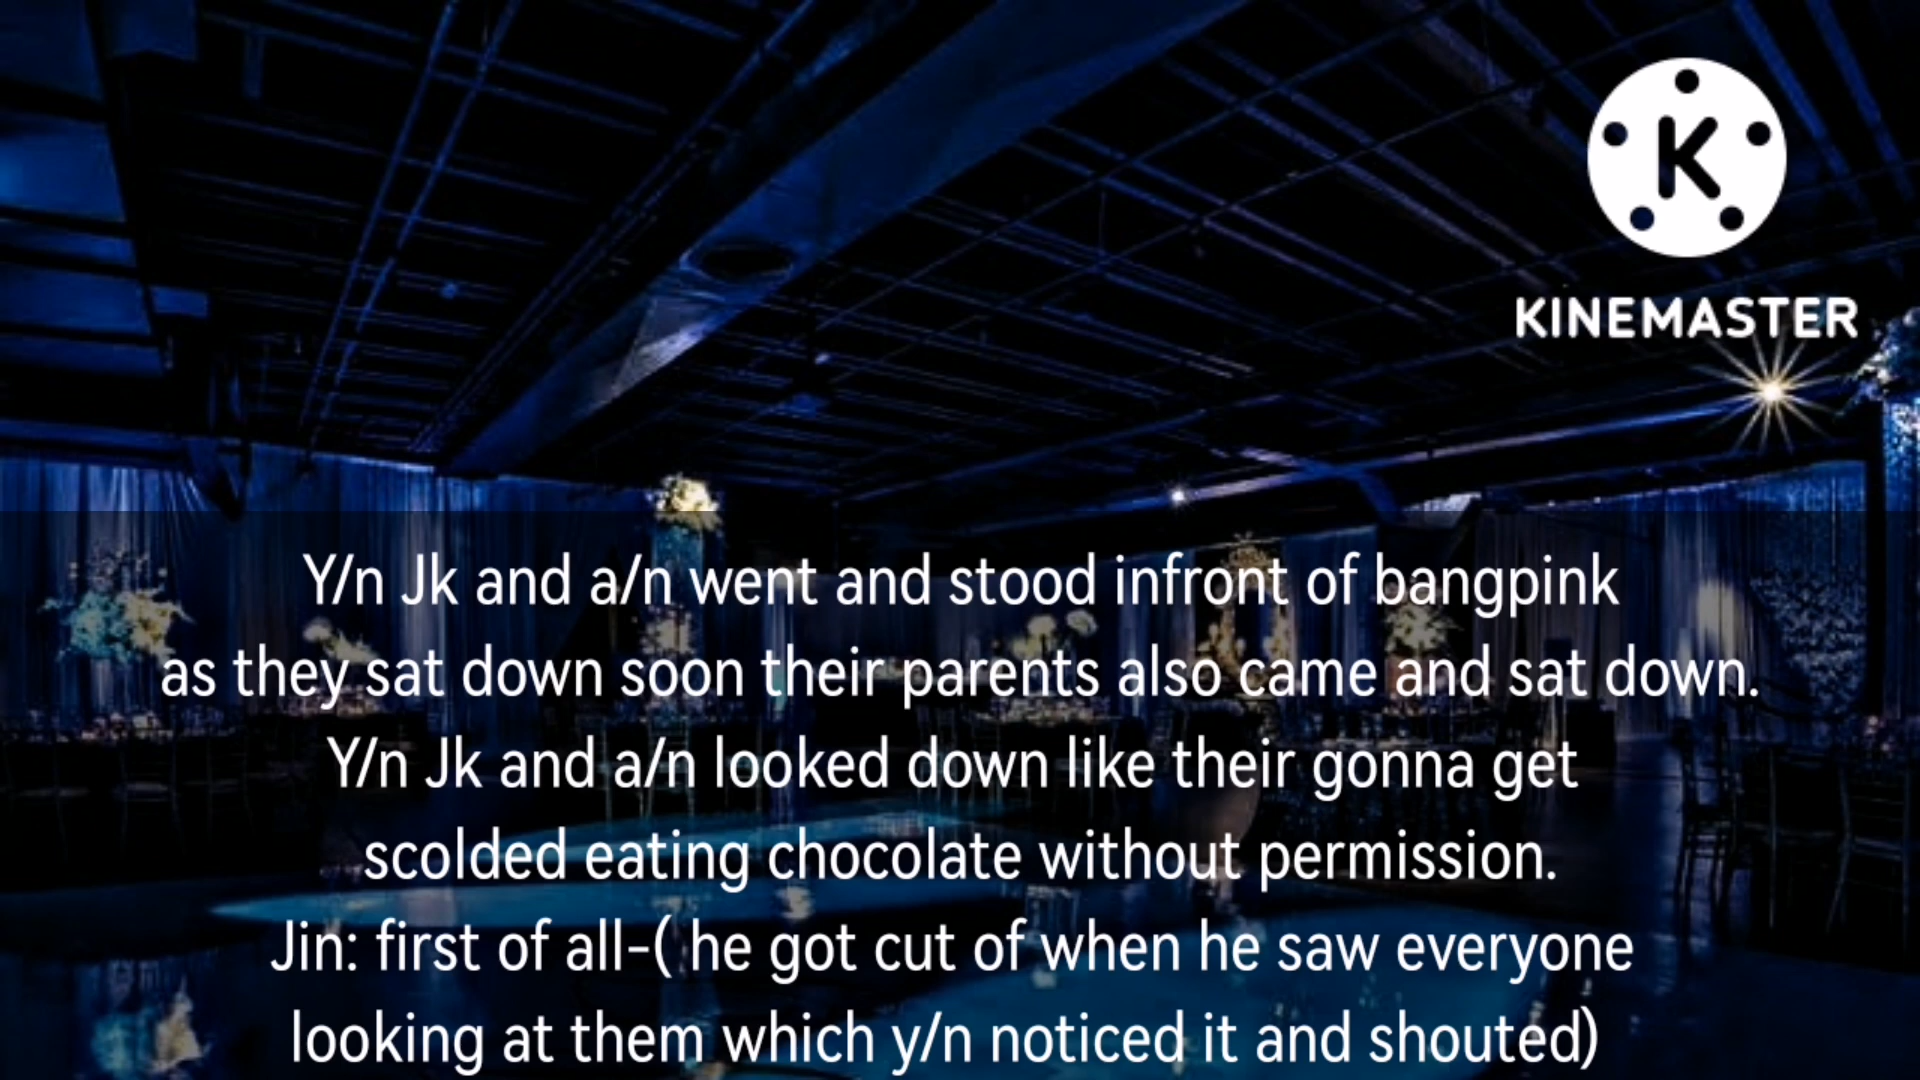 K
KINEMASTER
Y/n Jk and a/n went and stood infront of bangpink
as they sat down soon their parents also came and sat down.
Y/n Jk and a/n looked down like their gonna get
scolded eating chocolate without permission.
Jin: first of all-( he got cut of when he saw everyone
looking at them which y/n noticed it and shouted)